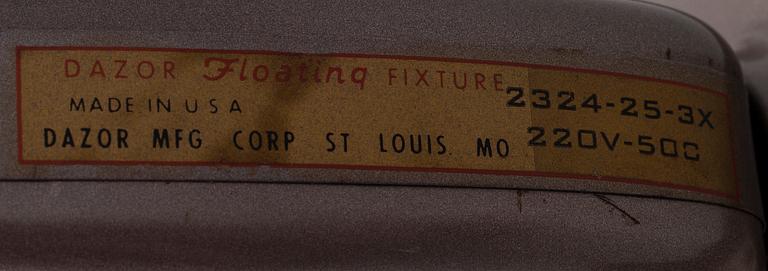 DAZOR Floating FIXTURE
MADE IN U S A
DAZOR MFG CORP ST LOUIS. MO
2324-25-3X
220V-50C